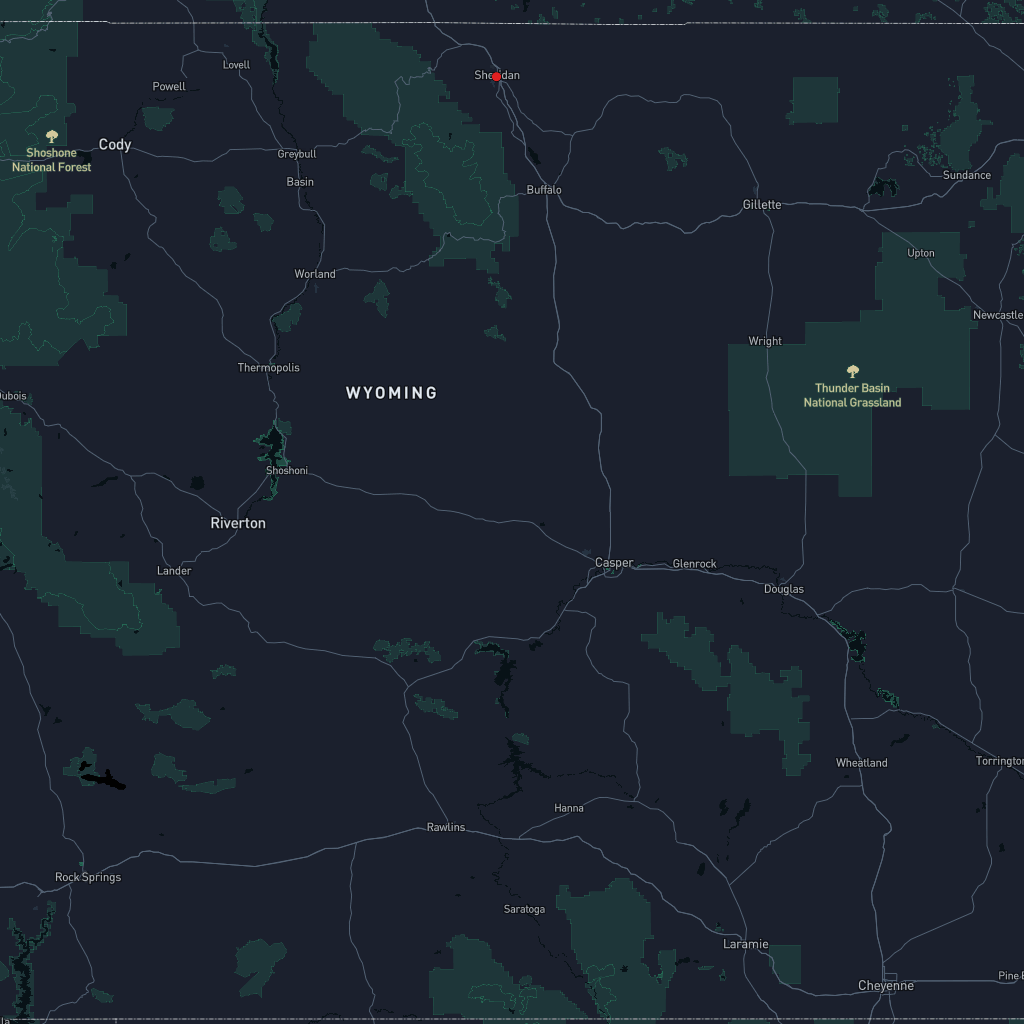 Lovell
Sheridan
Powell
Cody
Shoshone
National Forest
Greybull
Basin
Buffalo
Sundance
Gillette
Upton
Worland
Newcastle
Wright
Thermopolis
WYOMING
Thunder Basin
National Grassland
Dubois
Shoshoni
Riverton
Casper
Glenrock
Lander
Douglas
Wheatland
Torrington
Hanna
Rawlins
Rock Springs
Saratoga
Laramie
Pine B
Cheyenne
la